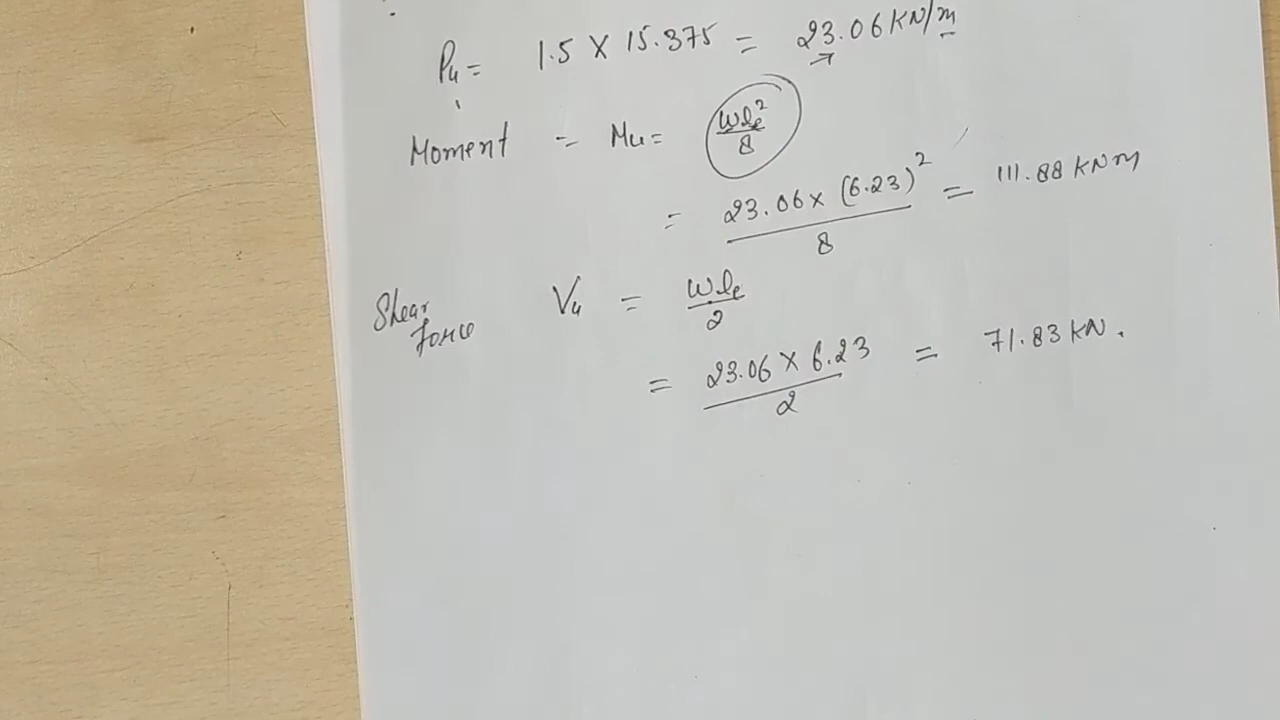 Pu = 1.5 × 15.375 = 23.06 KN/m
Moment = Mu = wle²/8
= 23.06 × (6.23)²/8 = 111.88 KNm
Shear Force Vu = wle/2
= 23.06 × 6.23/2 = 71.83 KN.